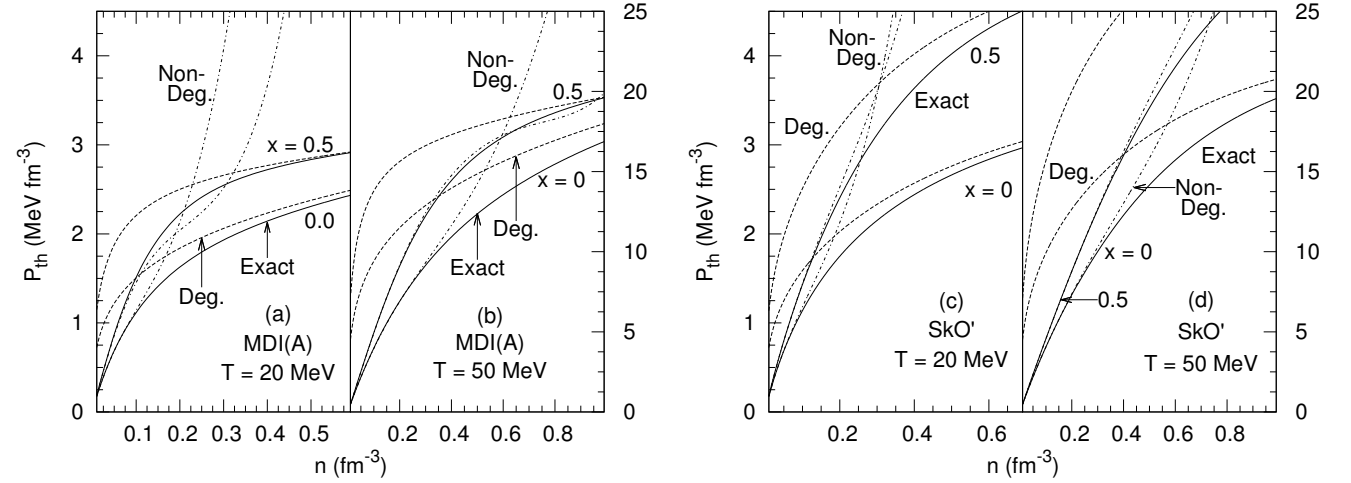 P_th (MeV fm^-3)
4
3
2
1
0
Non-
Deg.
x = 0.5
0.0
Exact
Deg.
(a)
MDI(A)
T = 20 MeV
0.1 0.2 0.3 0.4 0.5
Non-
Deg.
0.5
x = 0
Deg.
Exact
(b)
MDI(A)
T = 50 MeV
0.2 0.4 0.6 0.8
25
20
15
10
5
0
n (fm^-3)
P_th (MeV fm^-3)
4
3
2
1
0
Non-
Deg.
0.5
Exact
Deg.
x = 0
(c)
SkO'
T = 20 MeV
0.2 0.4 0.6
Deg.
Exact
Non-
Deg.
x = 0
0.5
(d)
SkO'
T = 50 MeV
0.2 0.4 0.6 0.8
25
20
15
10
5
0
n (fm^-3)